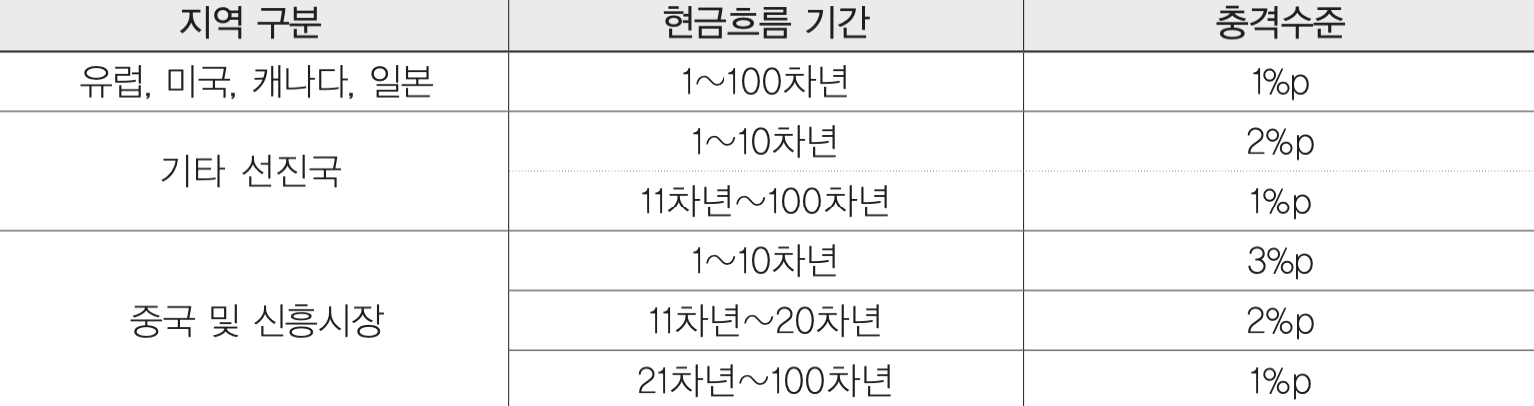 지역 구분 현금흐름 기간 충격수준
유럽, 미국, 캐나다, 일본 1~100차년 1%p
기타 선진국 1~10차년 2%p
11차년~100차년 1%p
중국 및 신흥시장 1~10차년 3%p
11차년~20차년 2%p
21차년~100차년 1%p